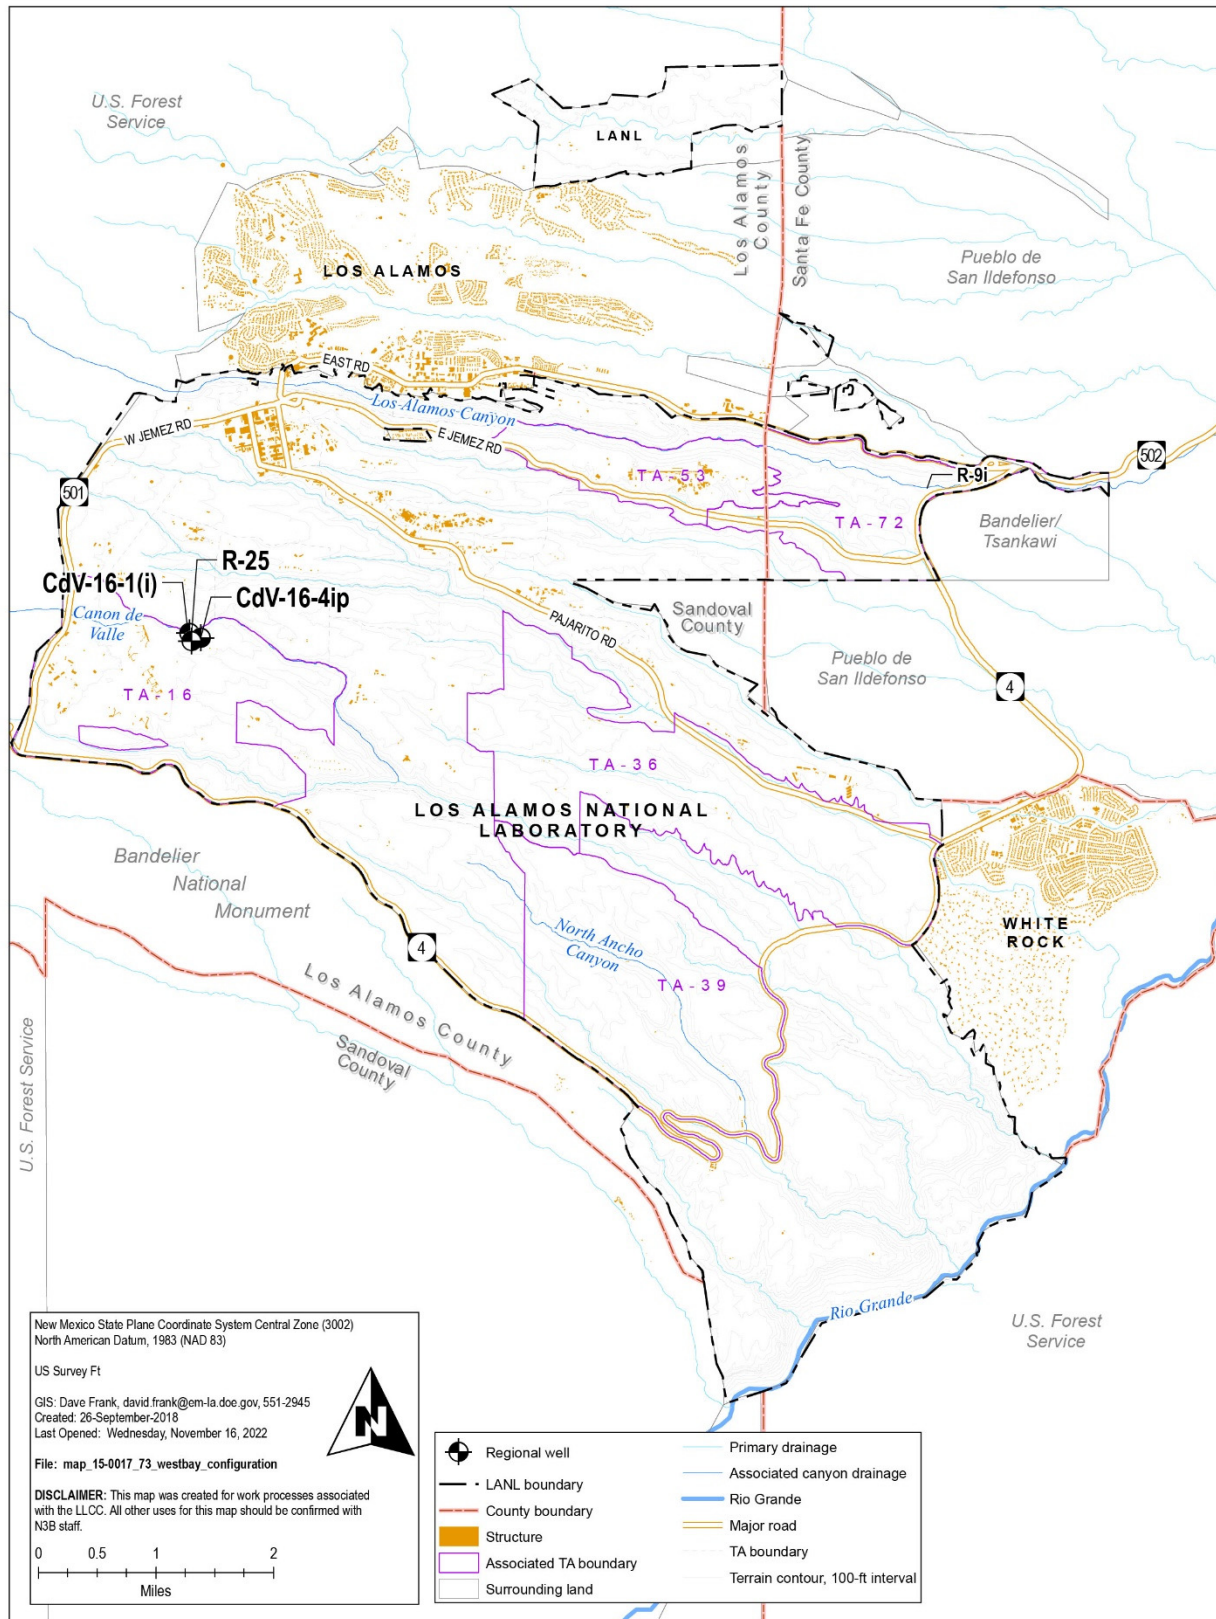 U.S. Forest
Service
LANL
Los Alamos
County
Santa Fe County
Pueblo de
San Ildefonso
LOS ALAMOS
EAST RD
Los Alamos Canyon
W JEMEZ RD
E JEMEZ RD
502
501
TA-53
R-9i
TA-72
Bandelier/
Tsankawi
R-25
CdV-16-1(i)
CdV-16-4ip
Canon de
Valle
Sandoval
County
PAJARITO RD
Pueblo de
San Ildefonso
4
TA-16
TA-36
LOS ALAMOS NATIONAL
LABORATORY
Bandelier
National
Monument
WHITE
ROCK
North Ancho
Canyon
4
TA-39
Los Alamos County
Sandoval
County
U.S. Forest Service
Rio Grande
U.S. Forest
Service
New Mexico State Plane Coordinate System Central Zone (3002)
North American Datum, 1983 (NAD 83)
US Survey Ft
GIS: Dave Frank, david.frank@em-la.doe.gov, 551-2945
Created: 26-September-2018
Last Opened: Wednesday, November 16, 2022
N
File: map_15-0017_73_westbay_configuration
DISCLAIMER: This map was created for work processes associated
with the LLCC. All other uses for this map should be confirmed with
N3B staff.
0 0.5 1 2
Miles
Regional well
LANL boundary
County boundary
Structure
Associated TA boundary
Surrounding land
Primary drainage
Associated canyon drainage
Rio Grande
Major road
TA boundary
Terrain contour, 100-ft interval